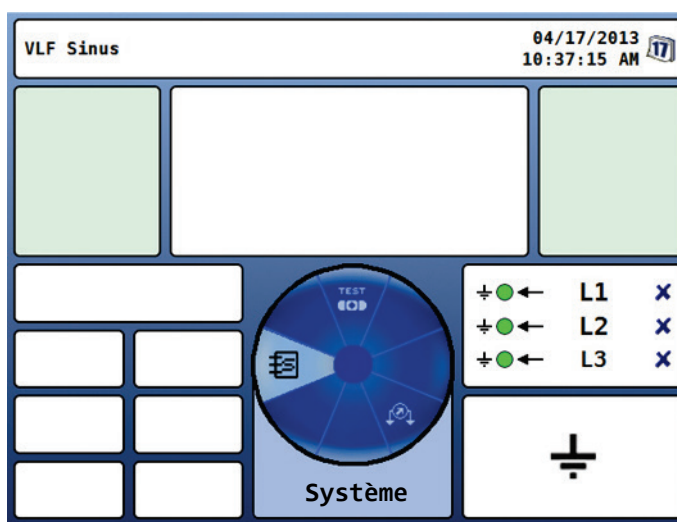 VLF Sinus
04/17/2013
10:37:15 AM
17
TEST
L1
L2
L3
Système